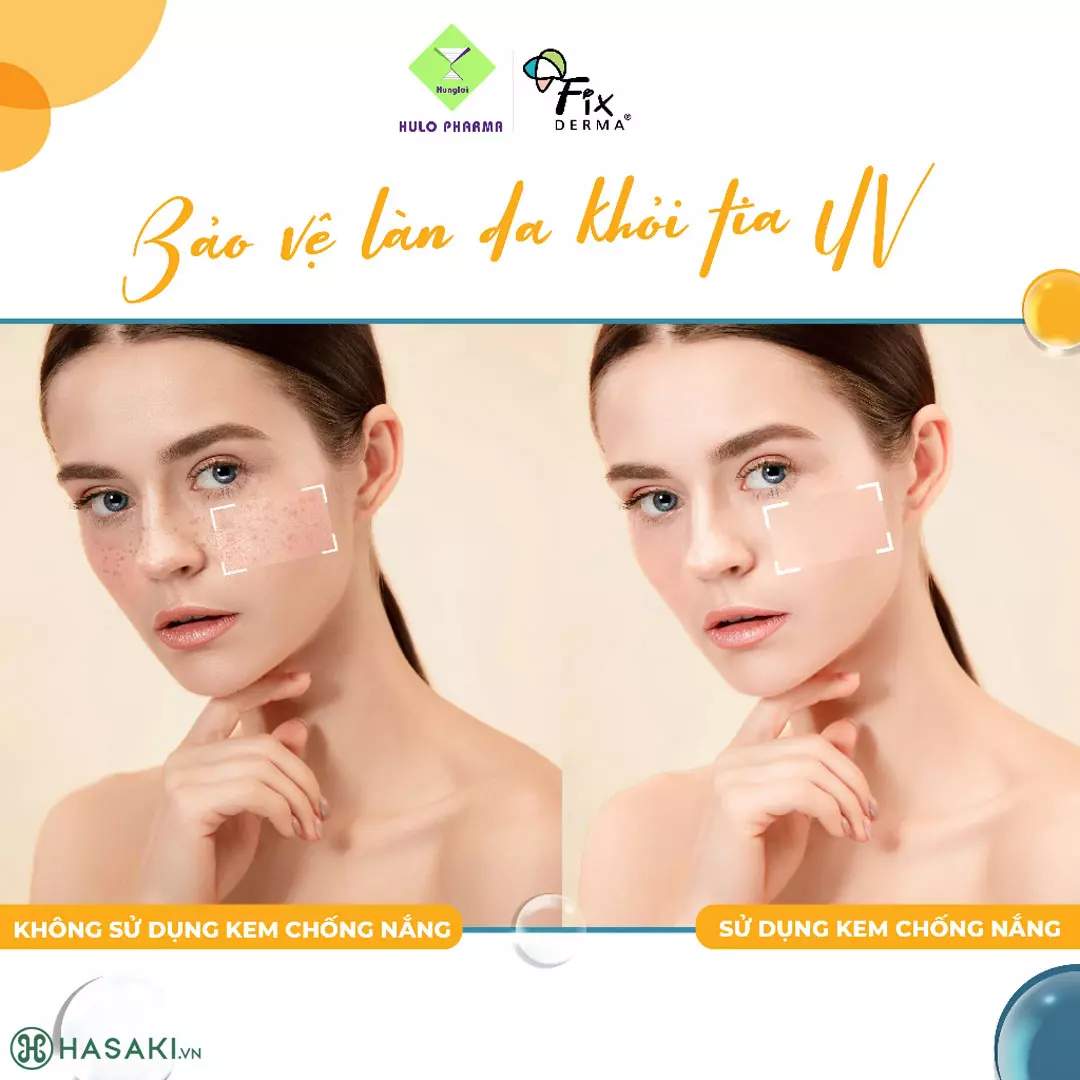 Hungloi
HULO PHARMA
Fix
DERMA®
Bảo vệ làn da khỏi tia UV
KHÔNG SỬ DỤNG KEM CHỐNG NẮNG
SỬ DỤNG KEM CHỐNG NẮNG
HASAKI.VN